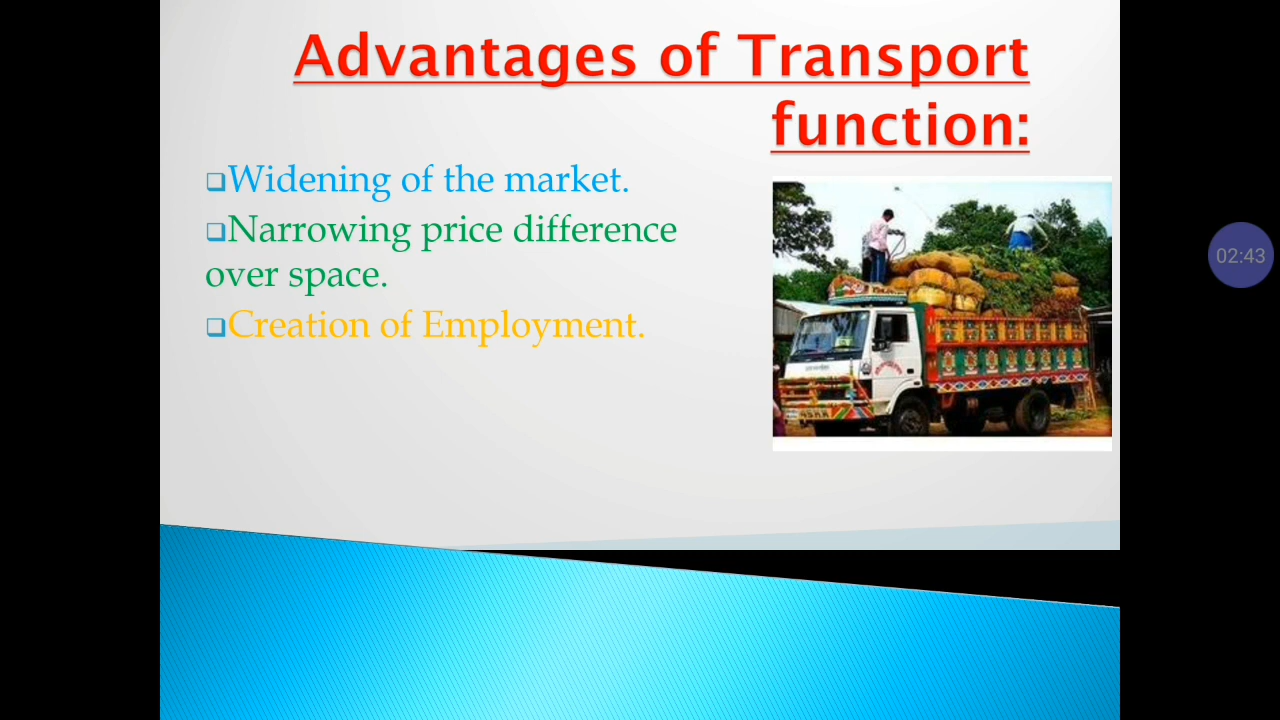 Advantages of Transport
function:
Widening of the market.
Narrowing price difference
over space.
Creation of Employment.
02:43